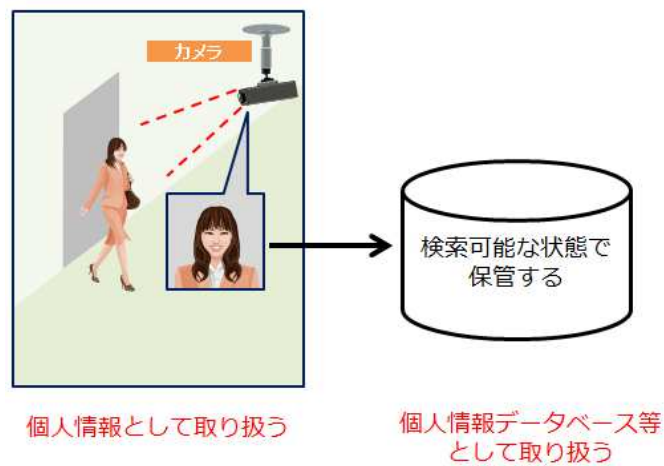 カメラ
検索可能な状態で
保管する
個人情報として取り扱う
個人情報データベース等
として取り扱う